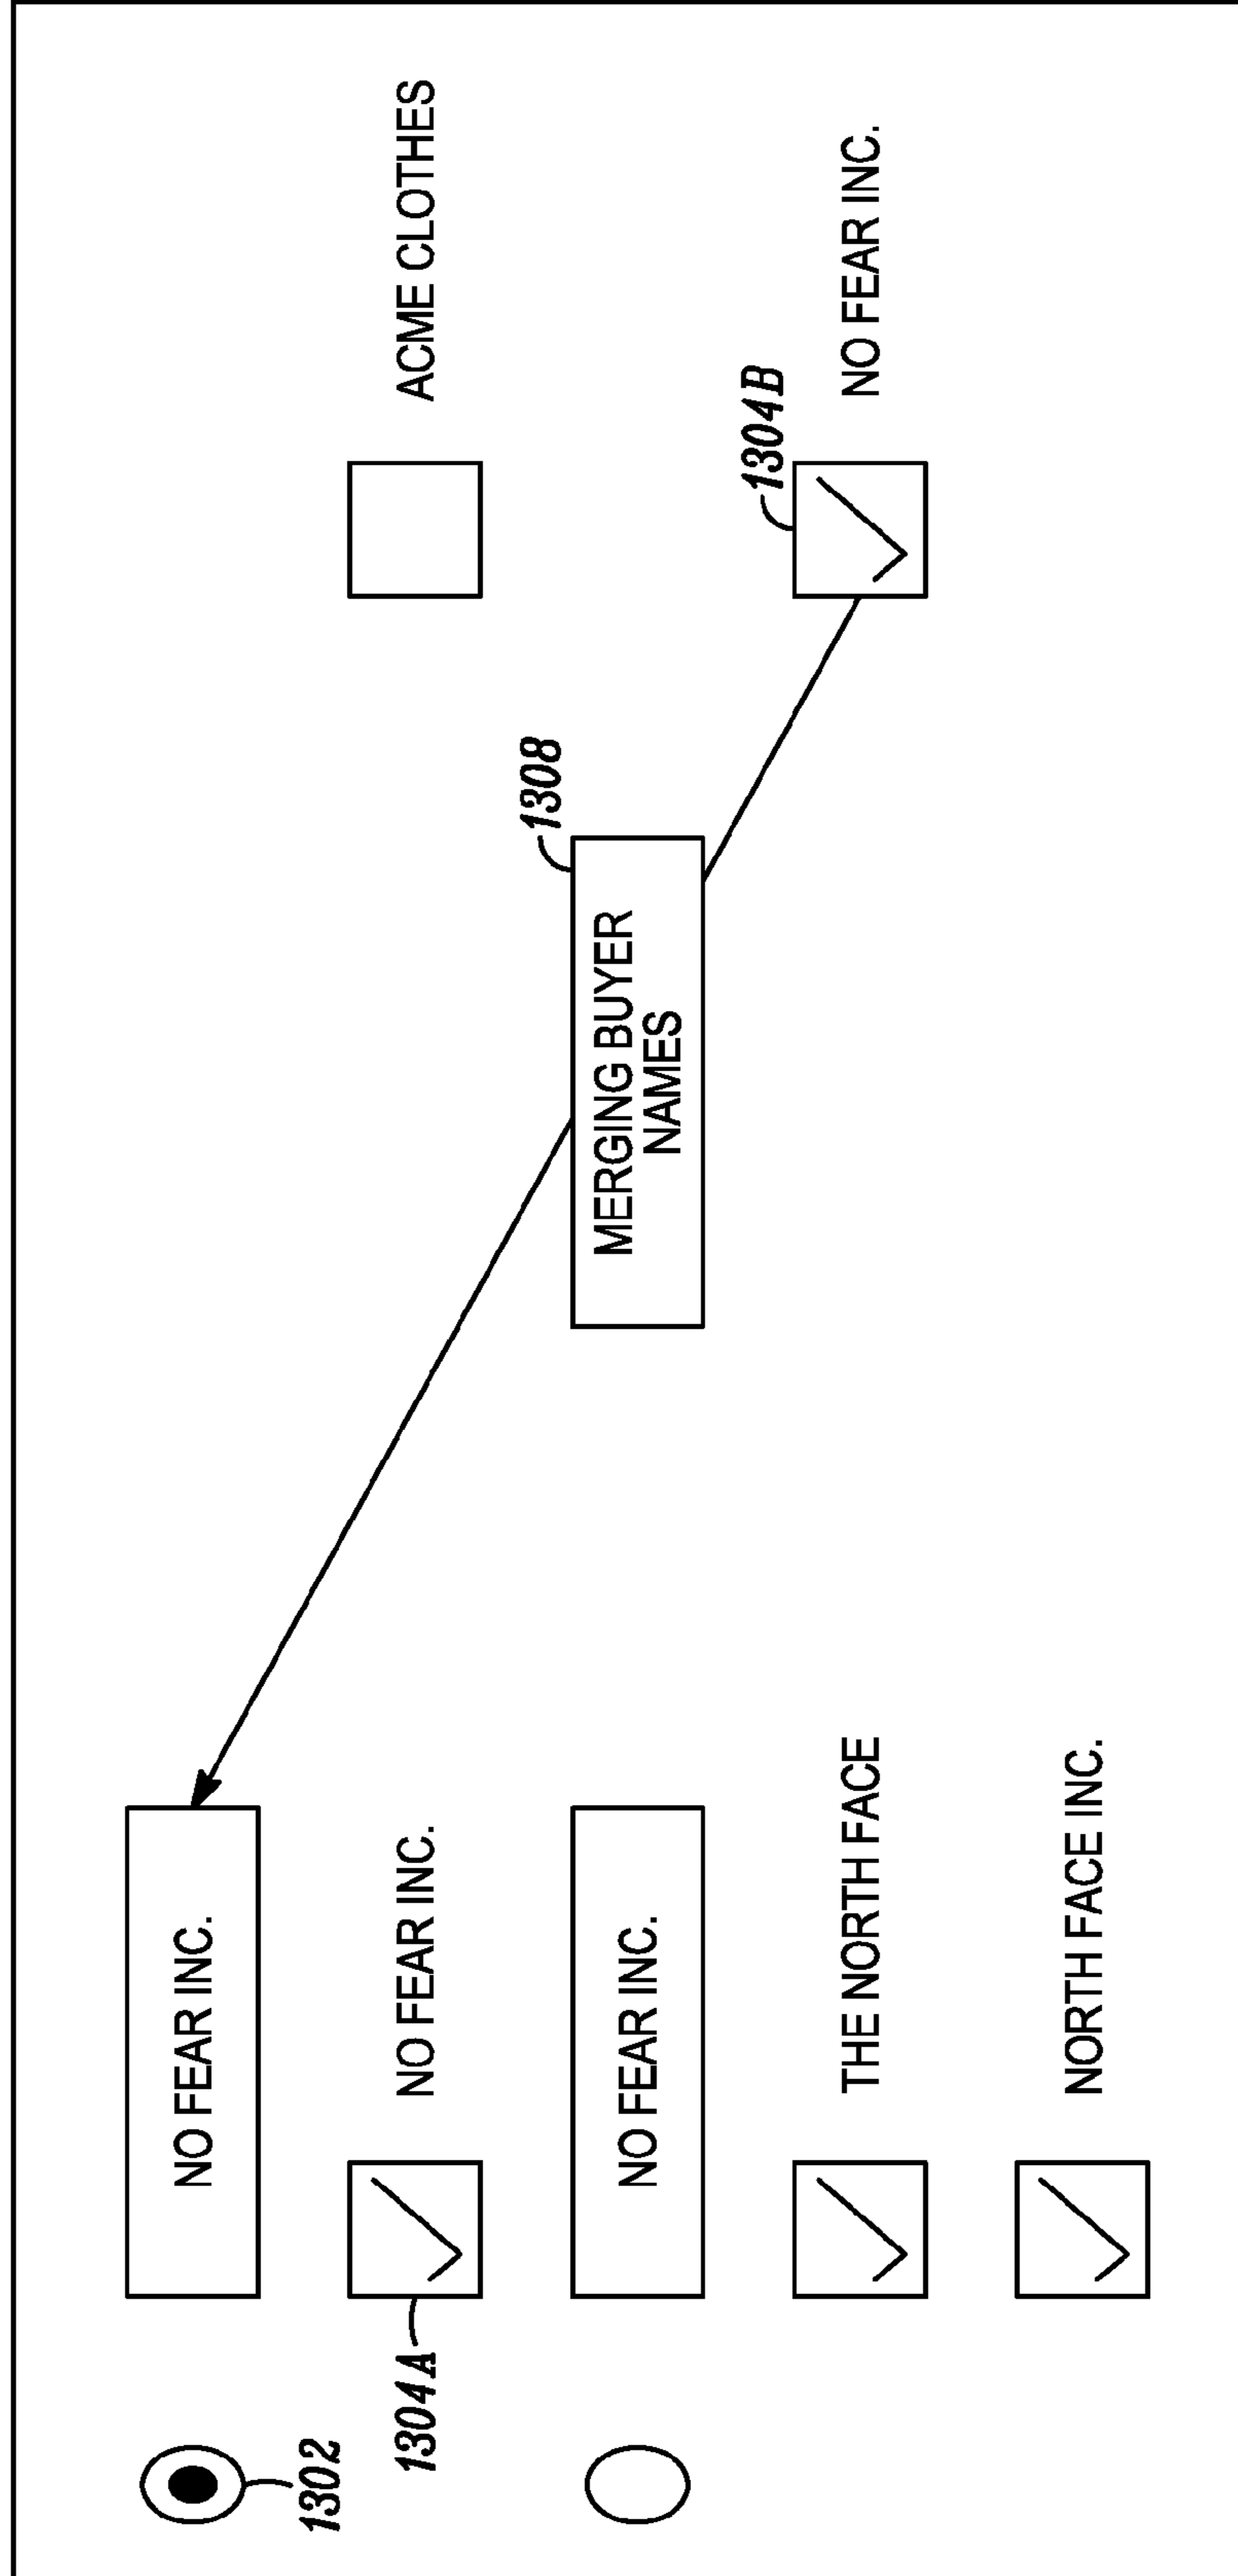 1302
NO FEAR INC.
1304A
NO FEAR INC.
ACME CLOTHES
1308
NO FEAR INC.
MERGING BUYER
NAMES
1304B
THE NORTH FACE
NO FEAR INC.
NORTH FACE INC.